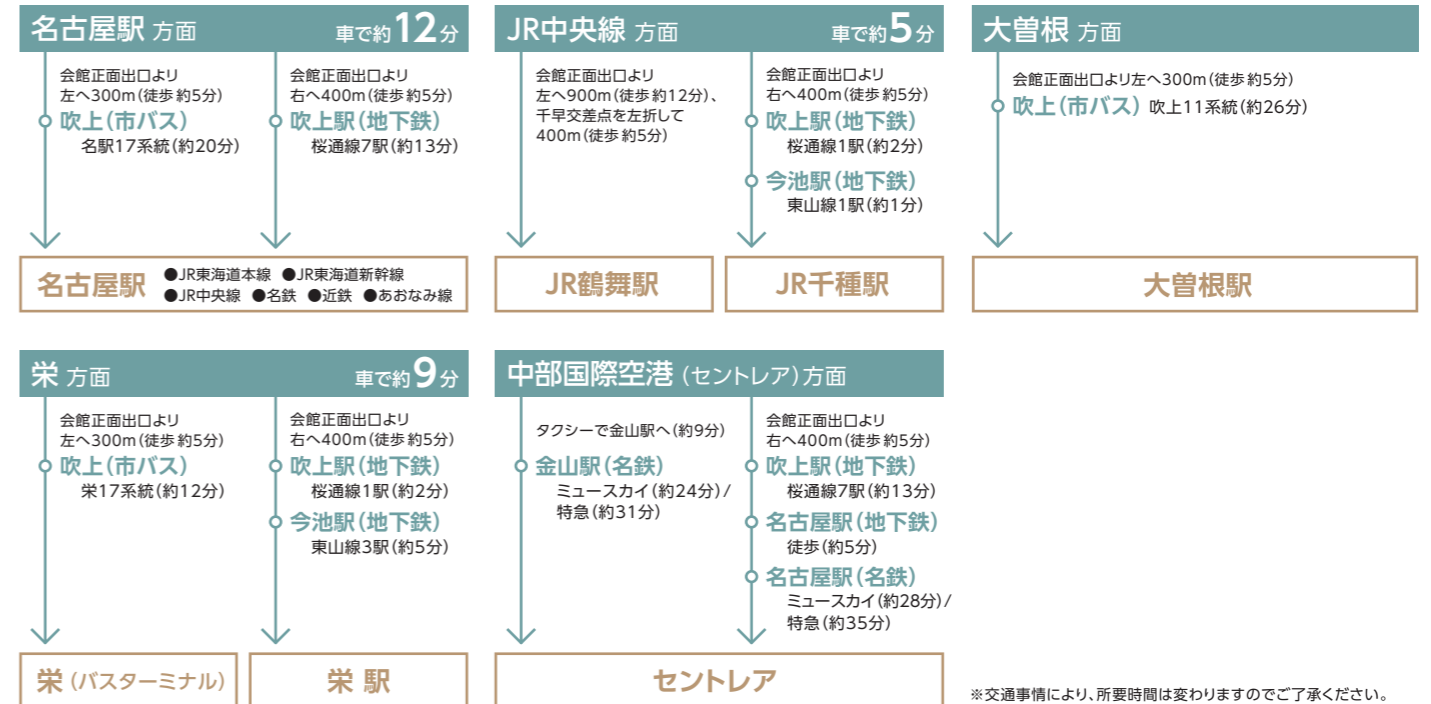 名古屋駅 方面 車で約12分
会館正面出口より
左へ300m(徒歩 約5分)
吹上(市バス)
名駅17系統(約20分)
会館正面出口より
右へ400m(徒歩 約5分)
吹上駅(地下鉄)
桜通線7駅(約13分)
名古屋駅
●JR東海道本線 ●JR東海道新幹線
●JR中央線 ●名鉄 ●近鉄 ●あおなみ線
JR中央線 方面 車で約5分
会館正面出口より
左へ900m(徒歩 約12分)、
千早交差点を左折して
400m(徒歩 約5分)
JR鶴舞駅
会館正面出口より
右へ400m(徒歩 約5分)
吹上駅(地下鉄)
桜通線1駅(約2分)
今池駅(地下鉄)
東山線1駅(約1分)
JR千種駅
大曽根 方面
会館正面出口より左へ300m(徒歩 約5分)
吹上(市バス) 吹上11系統(約26分)
大曽根駅
栄 方面 車で約9分
会館正面出口より
左へ300m(徒歩 約5分)
吹上(市バス)
栄17系統(約12分)
栄(バスターミナル)
会館正面出口より
右へ400m(徒歩 約5分)
吹上駅(地下鉄)
桜通線1駅(約2分)
今池駅(地下鉄)
東山線3駅(約5分)
栄 駅
中部国際空港(セントレア)方面
タクシーで金山駅へ(約9分)
金山駅(名鉄)
ミュースカイ(約24分)/
特急(約31分)
会館正面出口より
右へ400m(徒歩 約5分)
吹上駅(地下鉄)
桜通線7駅(約13分)
名古屋駅(地下鉄)
徒歩(約5分)
名古屋駅(名鉄)
ミュースカイ(約28分)/
特急(約35分)
セントレア
※交通事情により、所要時間は変わりますのでご了承ください。